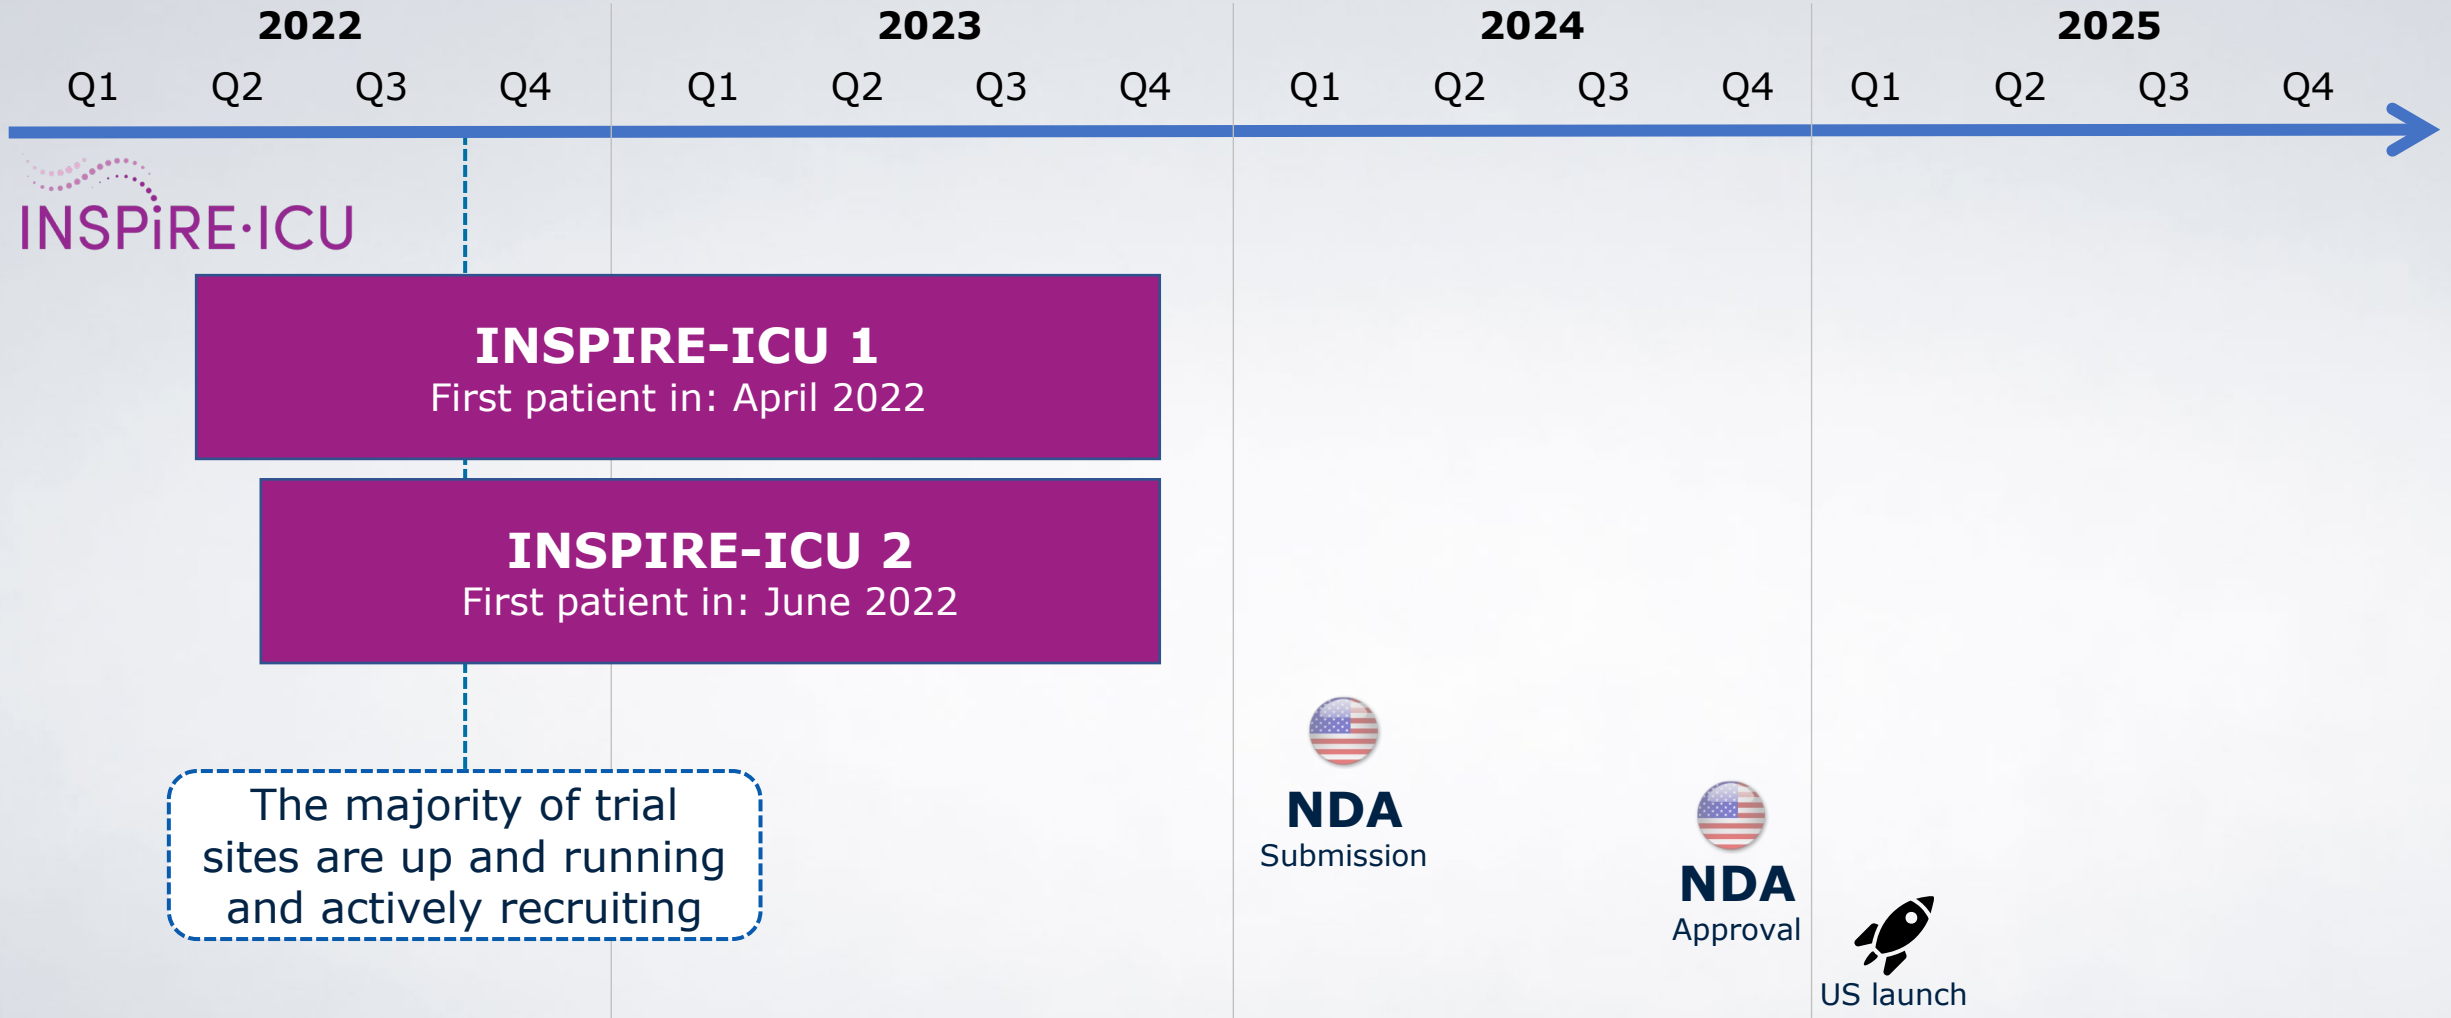 2022 2023 2024 2025
Q1 Q2 Q3 Q4 Q1 Q2 Q3 Q4 Q1 Q2 Q3 Q4 Q1 Q2 Q3 Q4
INSPiRE·ICU
INSPIRE-ICU 1
First patient in: April 2022
INSPIRE-ICU 2
First patient in: June 2022
The majority of trial
sites are up and running
and actively recruiting
NDA
Submission
NDA
Approval
US launch